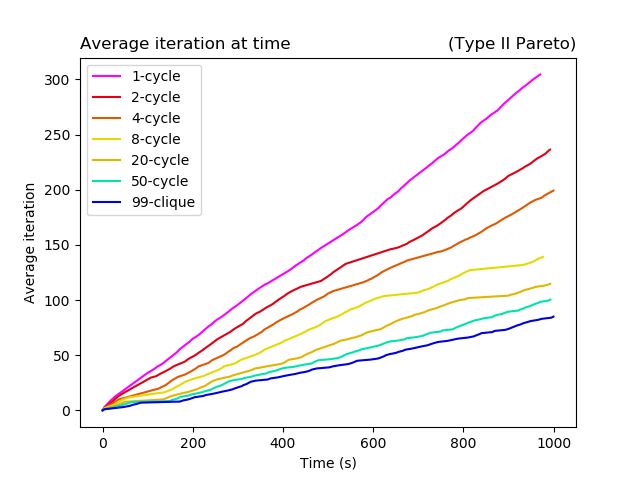 Average iteration at time (Type II Pareto)
300
250
200
150
100
50
0
Average iteration
1-cycle
2-cycle
4-cycle
8-cycle
20-cycle
50-cycle
99-clique
0 200 400 600 800 1000
Time (s)